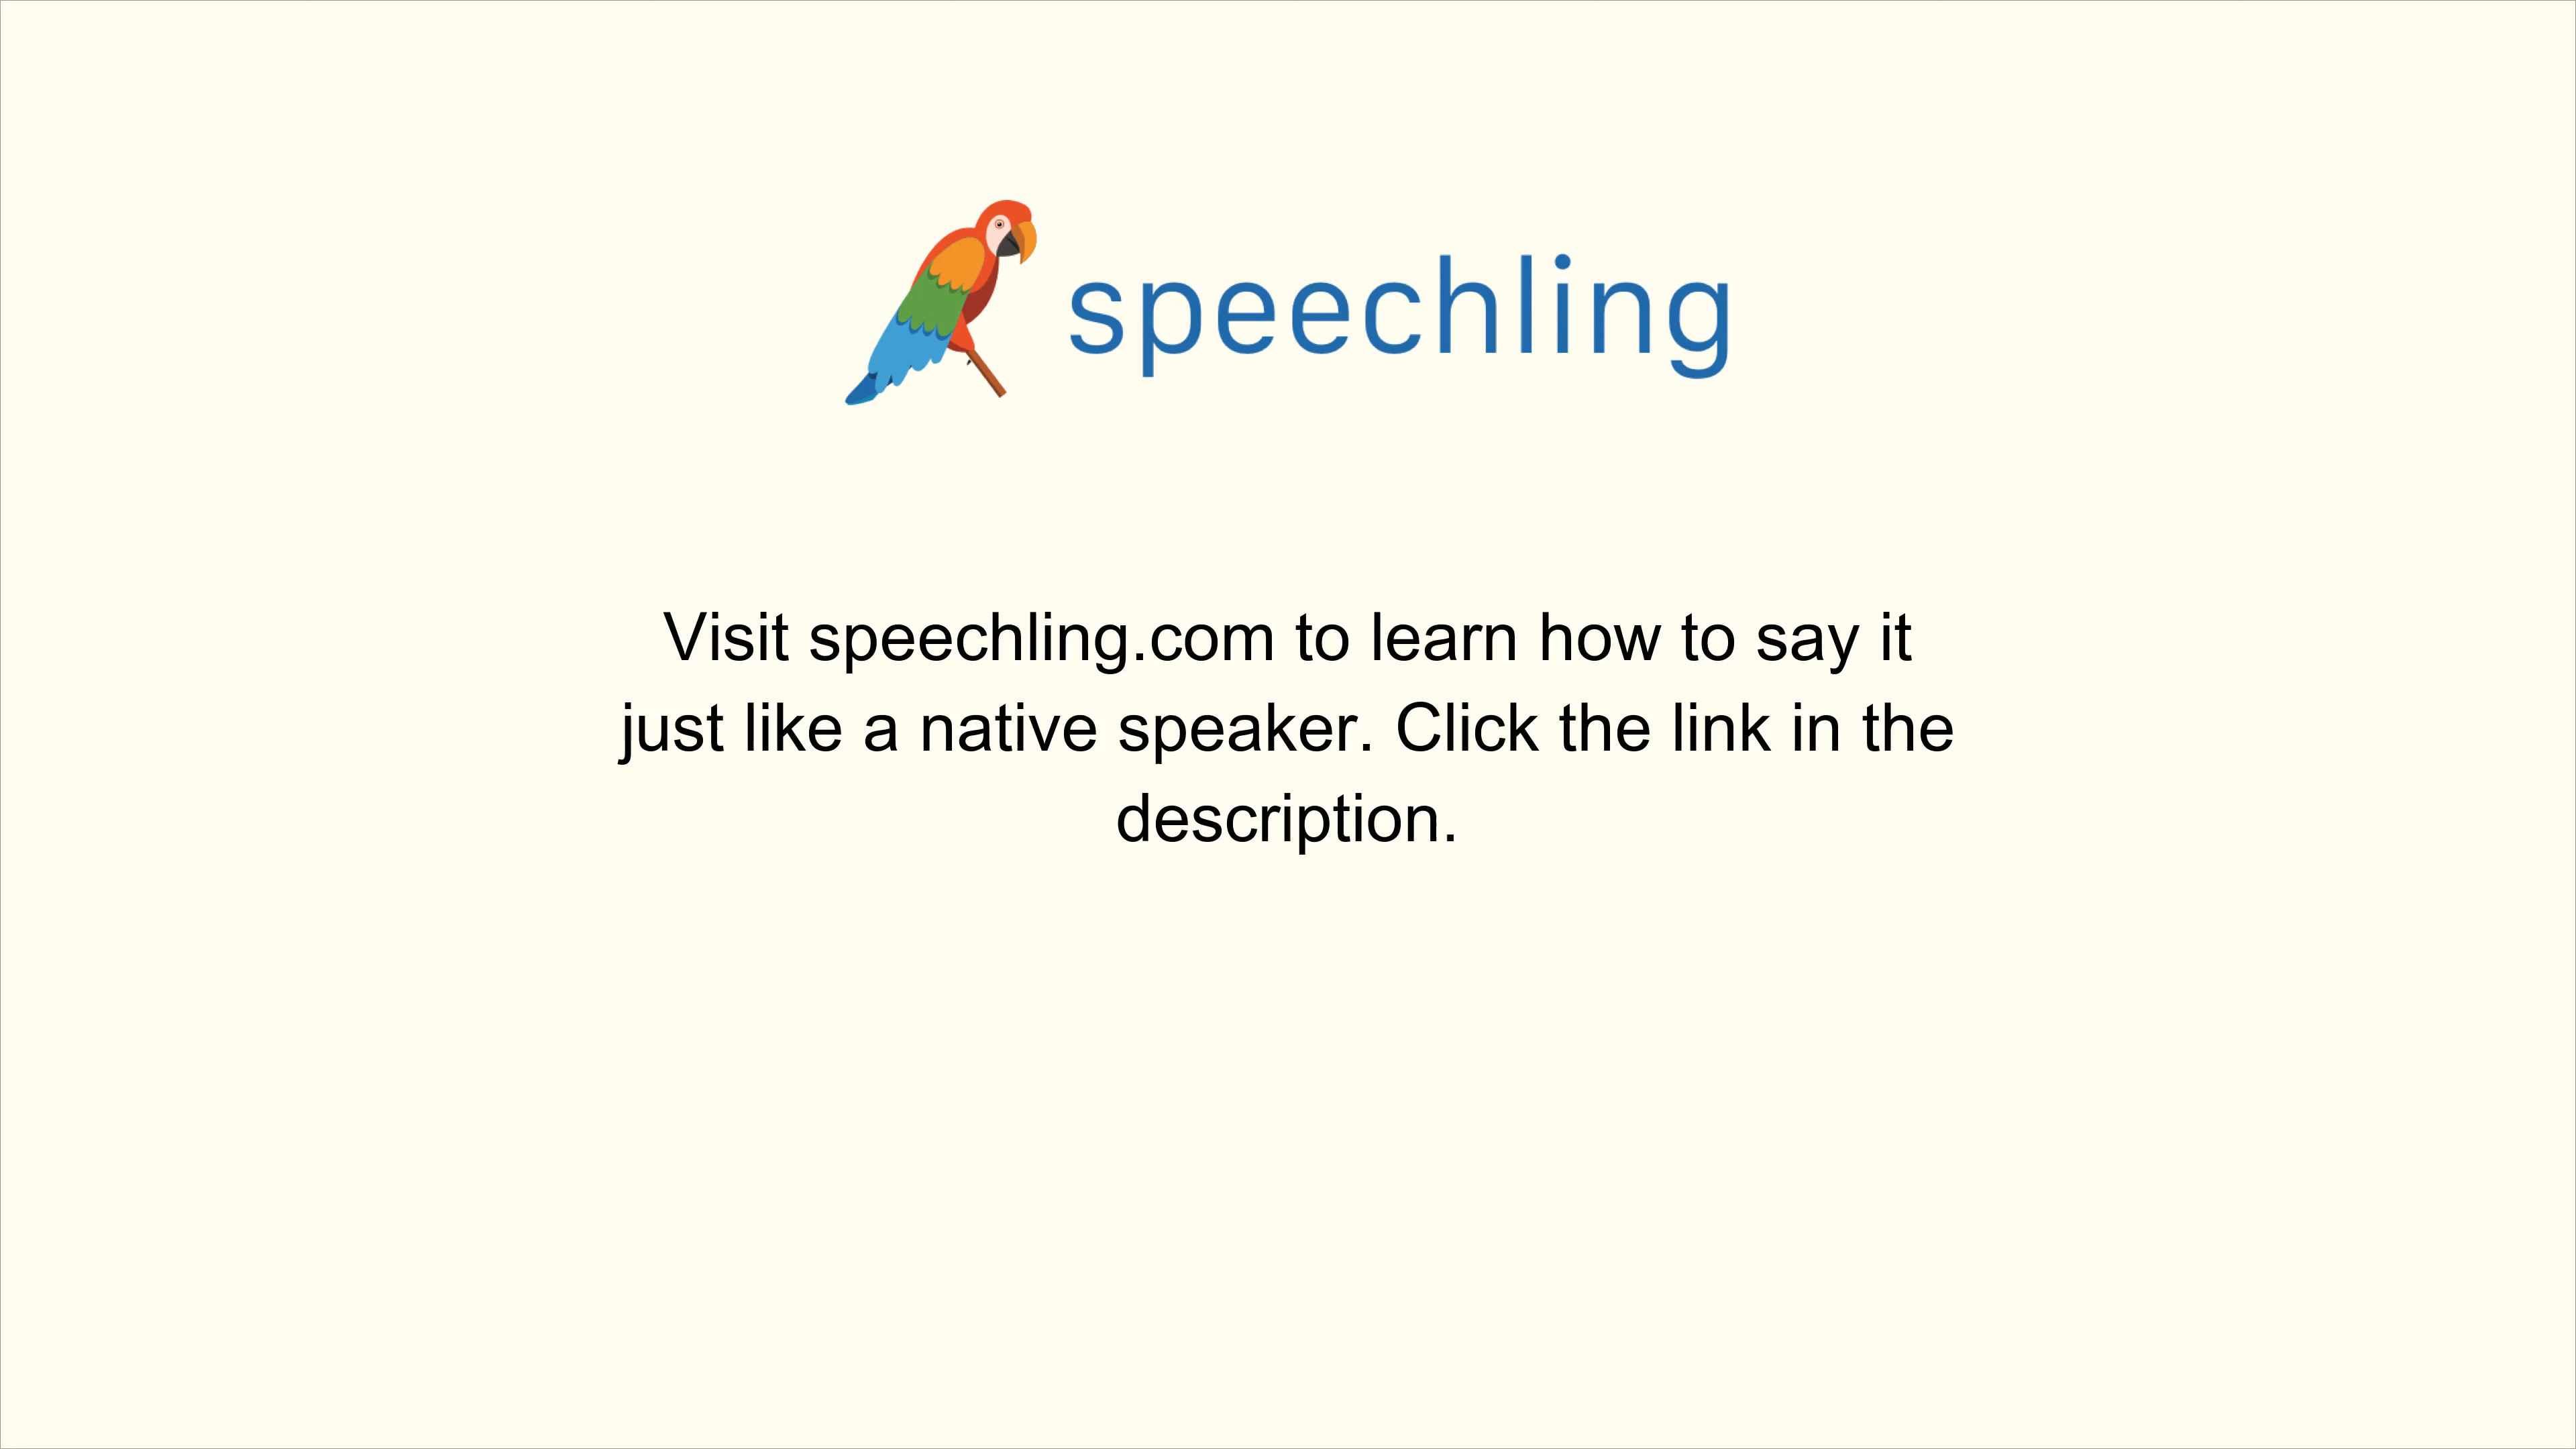 speechling
Visit speechling.com to learn how to say it
just like a native speaker. Click the link in the
description.